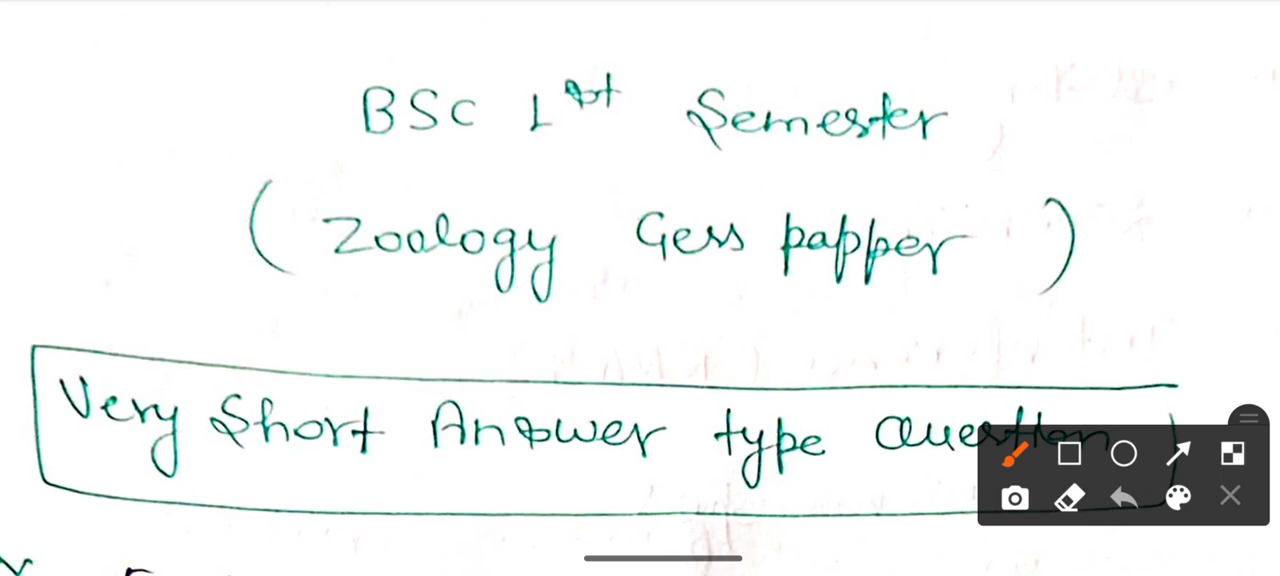 BSc 1st Semester
( Zoology Gess papper )
Very Short Answer type Question